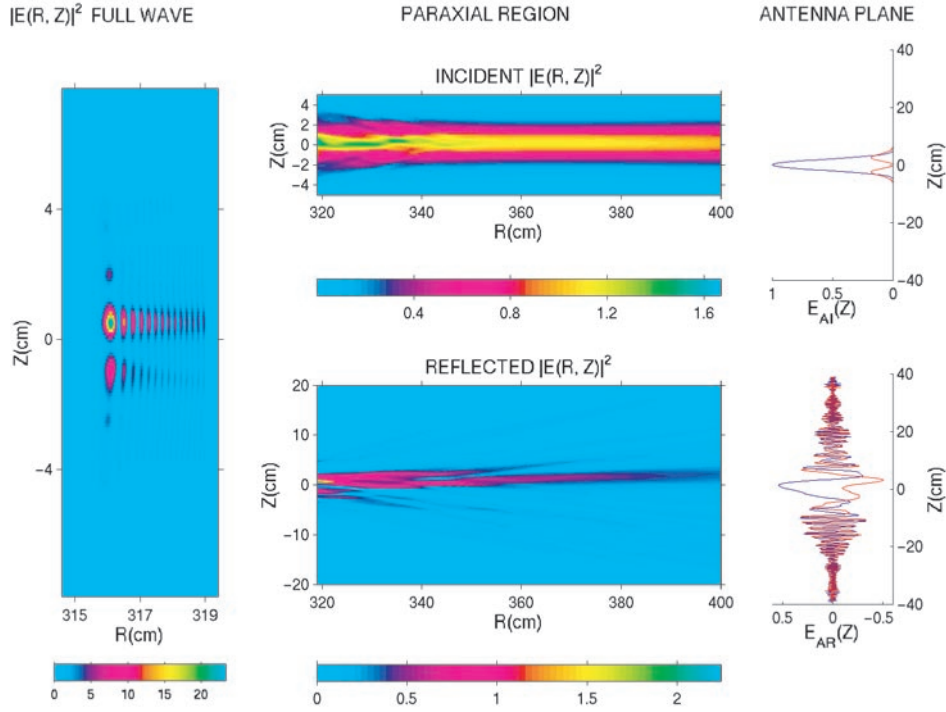 |E(R, Z)|² FULL WAVE
PARAXIAL REGION
ANTENNA PLANE
INCIDENT |E(R, Z)|²
4
0
−4
Z(cm)
315 317 319
R(cm)
0 5 10 15 20
4
2
0
−2
−4
Z(cm)
320 340 360 380 400
R(cm)
0.4 0.8 1.2 1.6
40
20
0
−20
−40
Z(cm)
1 0.5 0
E_AI(Z)
REFLECTED |E(R, Z)|²
20
10
0
−10
−20
Z(cm)
320 340 360 380 400
R(cm)
0 0.5 1 1.5 2
40
20
0
−20
−40
Z(cm)
0.5 0 −0.5
E_AR(Z)